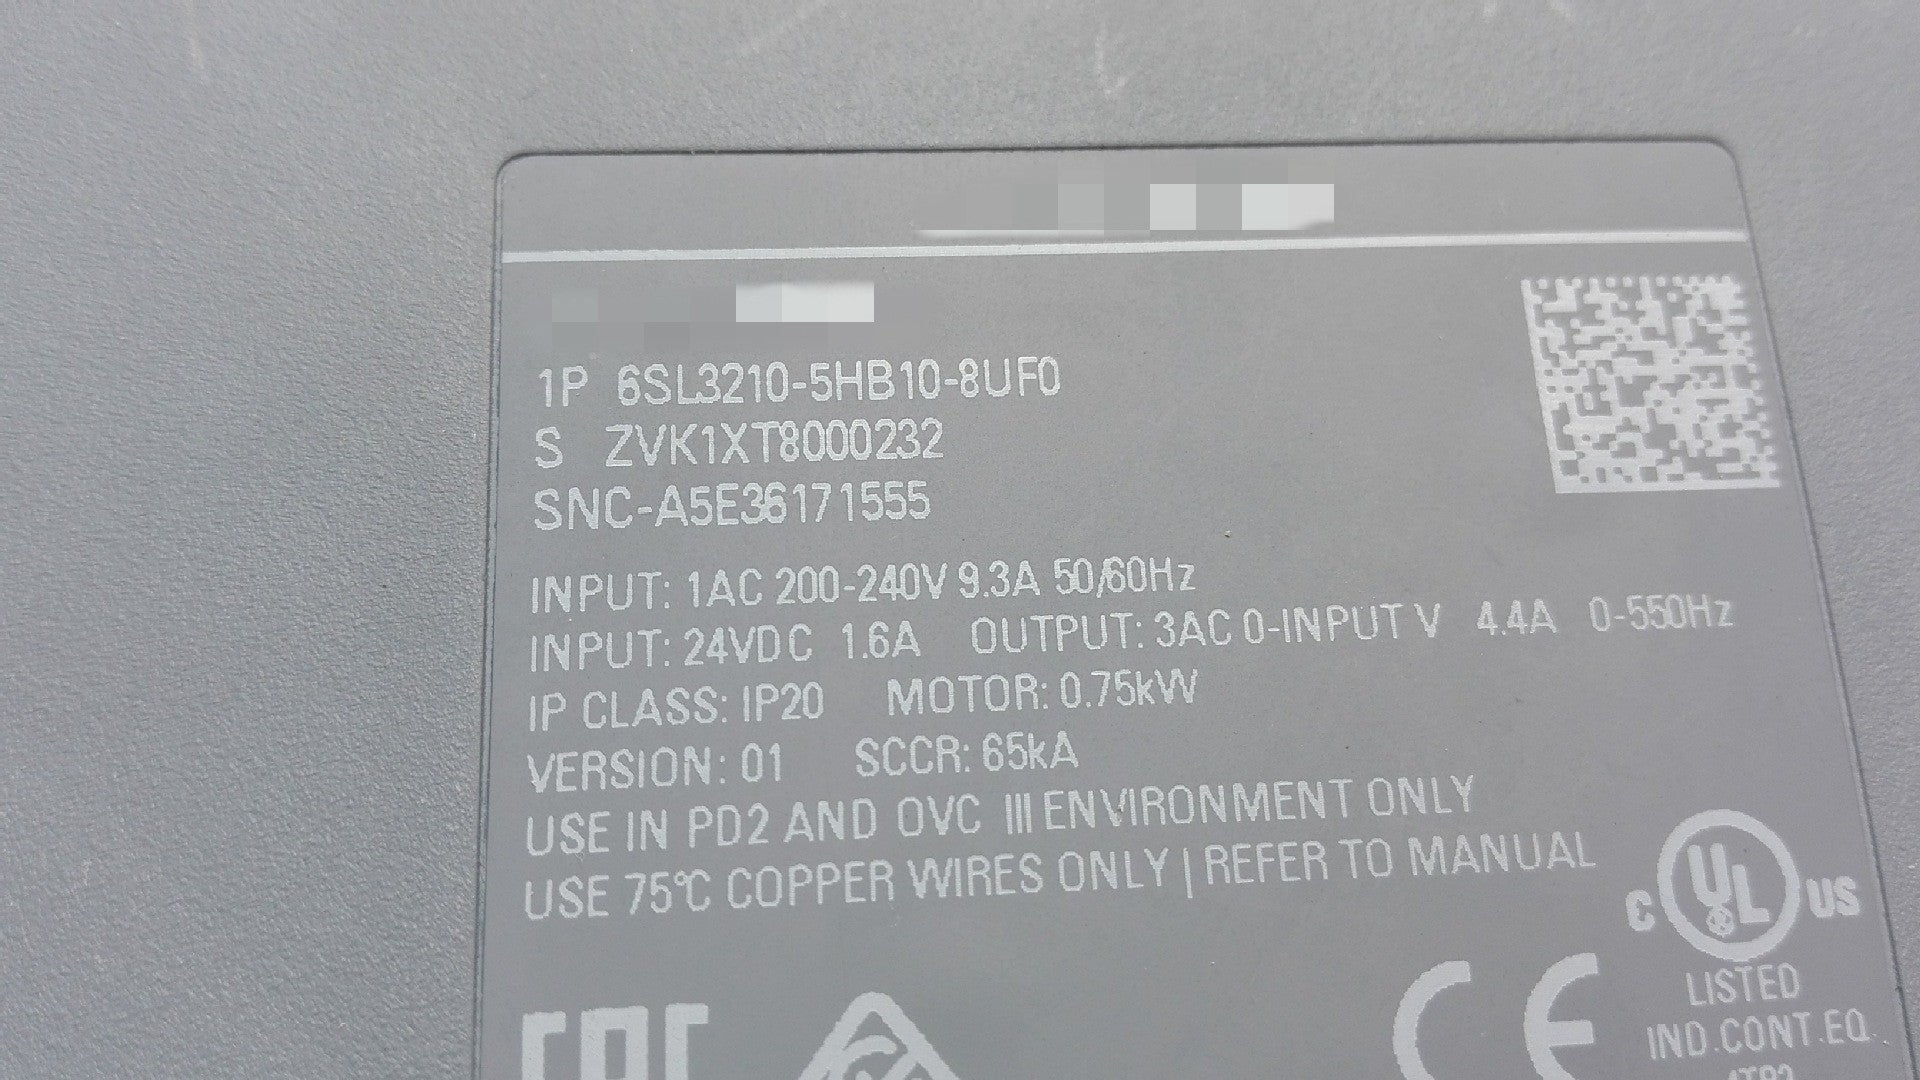 1P 6SL3210-5HB10-8UF0
S ZVK1XT8000232
SNC-A5E36171555
INPUT: 1AC 200-240V 9.3A 50/60Hz
INPUT: 24VDC 1.6A OUTPUT: 3AC 0-INPUT V 4.4A 0-550Hz
IP CLASS: IP20 MOTOR: 0.75kW
VERSION: 01 SCCR: 65kA
USE IN PD2 AND OVC III ENVIRONMENT ONLY
USE 75°C COPPER WIRES ONLY | REFER TO MANUAL
C UL US
LISTED
IND.CONT.EQ.
EAC
CE